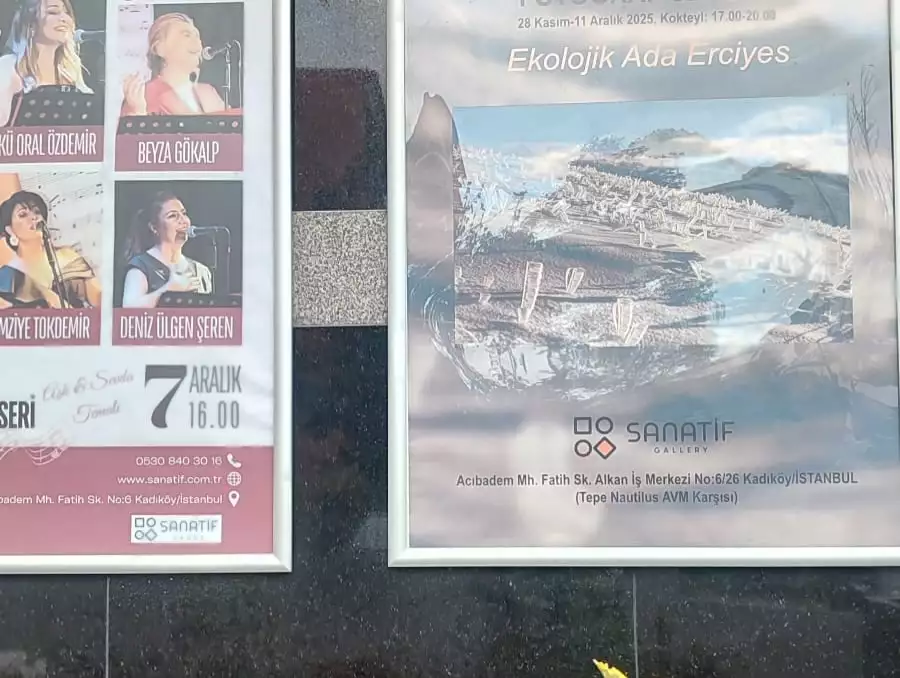 KÜ ORAL ÖZDEMİR
BEYZA GÖKALP
MZİYE TOKDEMİR
DENİZ ÜLGEN ŞEREN
SERİ
Aşk & Sevda
Temalı
7 ARALIK
16.00
0530 840 30 16
www.sanatif.com.tr
badem Mh. Fatih Sk. No:6 Kadıköy/İstanbul
SANATİF
28 Kasım-11 Aralık 2025, Kokteyl: 17.00-20.00
Ekolojik Ada Erciyes
SANATİF
GALLERY
Acıbadem Mh. Fatih Sk. Alkan İş Merkezi No:6/26 Kadıköy/İSTANBUL
(Tepe Nautilus AVM Karşısı)